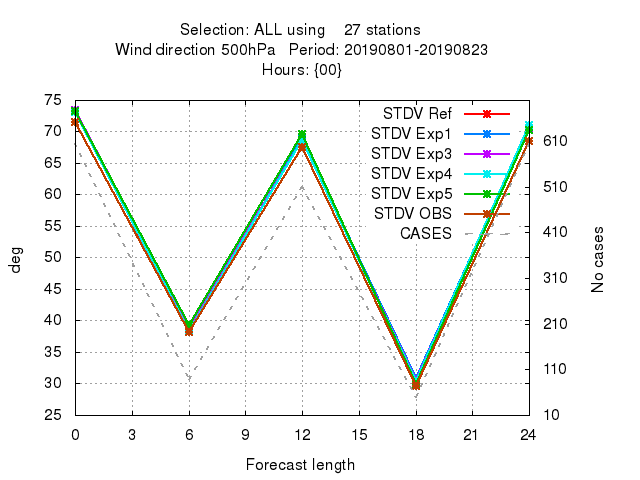 Selection: ALL using    27 stations
Wind direction 500hPa   Period: 20190801-20190823
Hours: {00}
75
70
65
60
55
50
45
40
35
30
25
deg
STDV Ref
STDV Exp1
STDV Exp3
STDV Exp4
STDV Exp5
STDV OBS
CASES
610
510
410
310
210
110
10
No cases
0 3 6 9 12 15 18 21 24
Forecast length